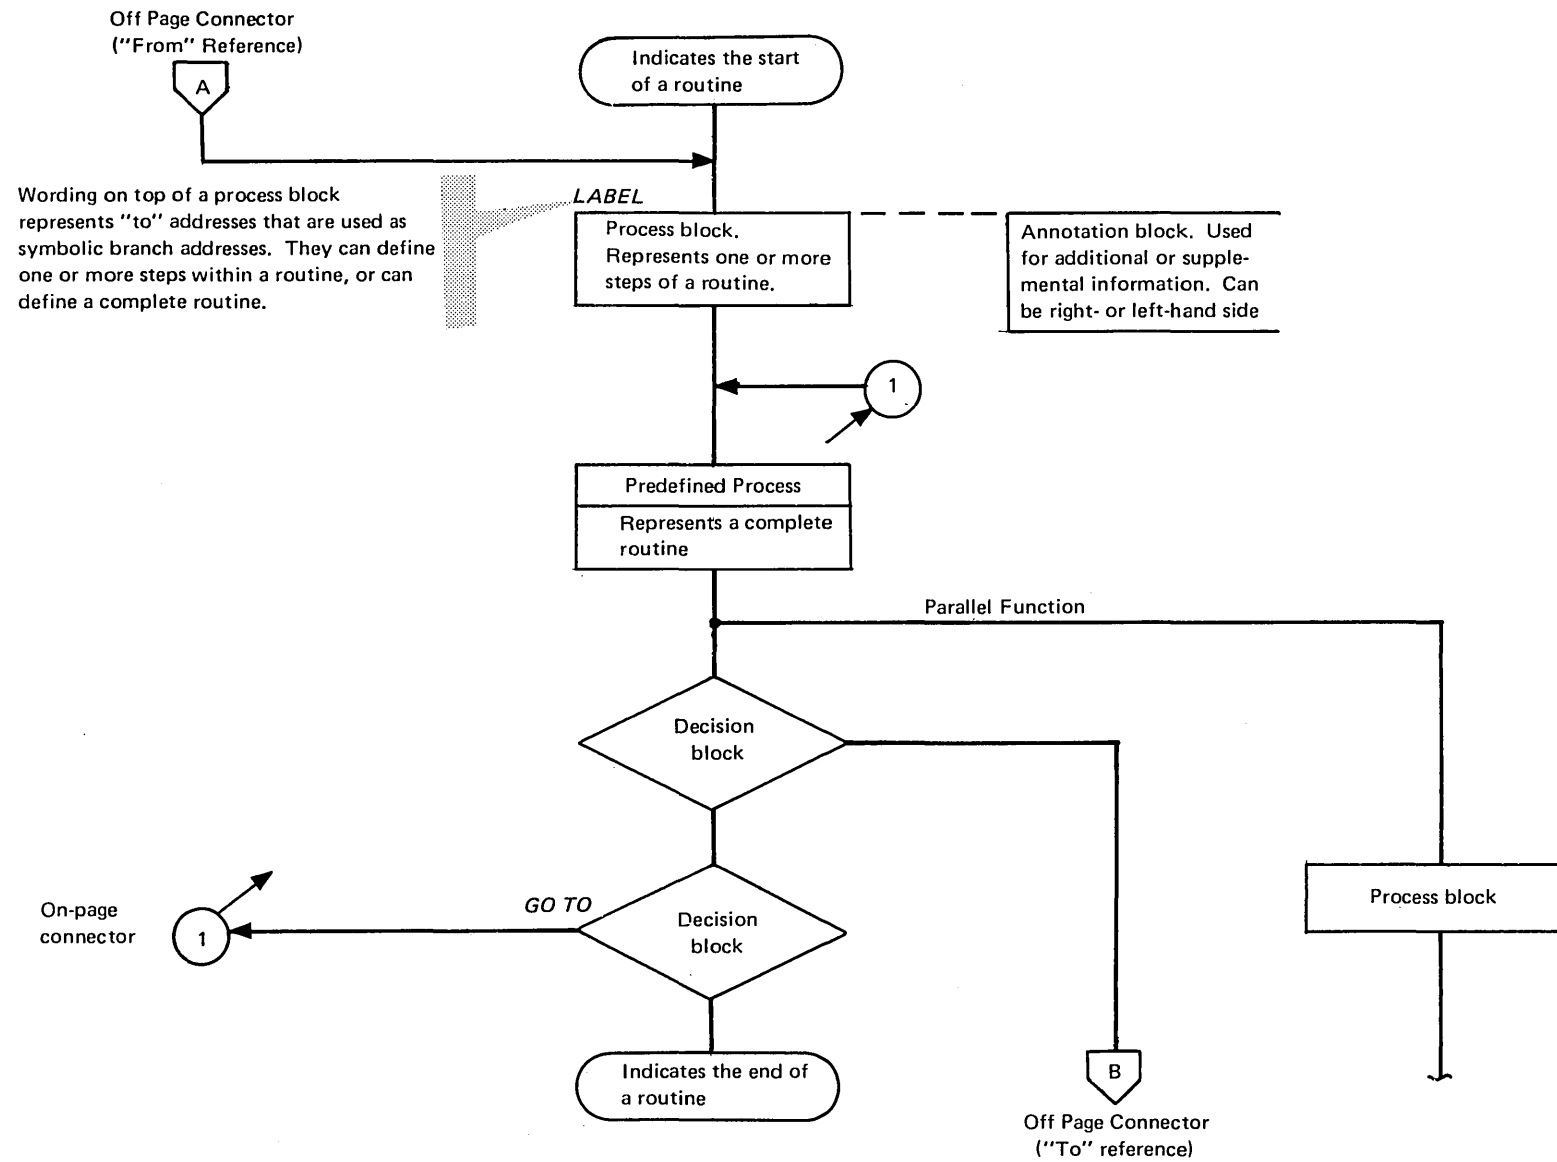 Off Page Connector
("From" Reference)
A
Indicates the start
of a routine
Wording on top of a process block
represents "to" addresses that are used as
symbolic branch addresses. They can define
one or more steps within a routine, or can
define a complete routine.
LABEL
Process block.
Represents one or more
steps of a routine.
Annotation block. Used
for additional or supple-
mental information. Can
be right- or left-hand side
1
Predefined Process
Represents a complete
routine
Parallel Function
Decision
block
On-page
connector
1
GO TO
Decision
block
Process block
Indicates the end of
a routine
B
Off Page Connector
("To" reference)